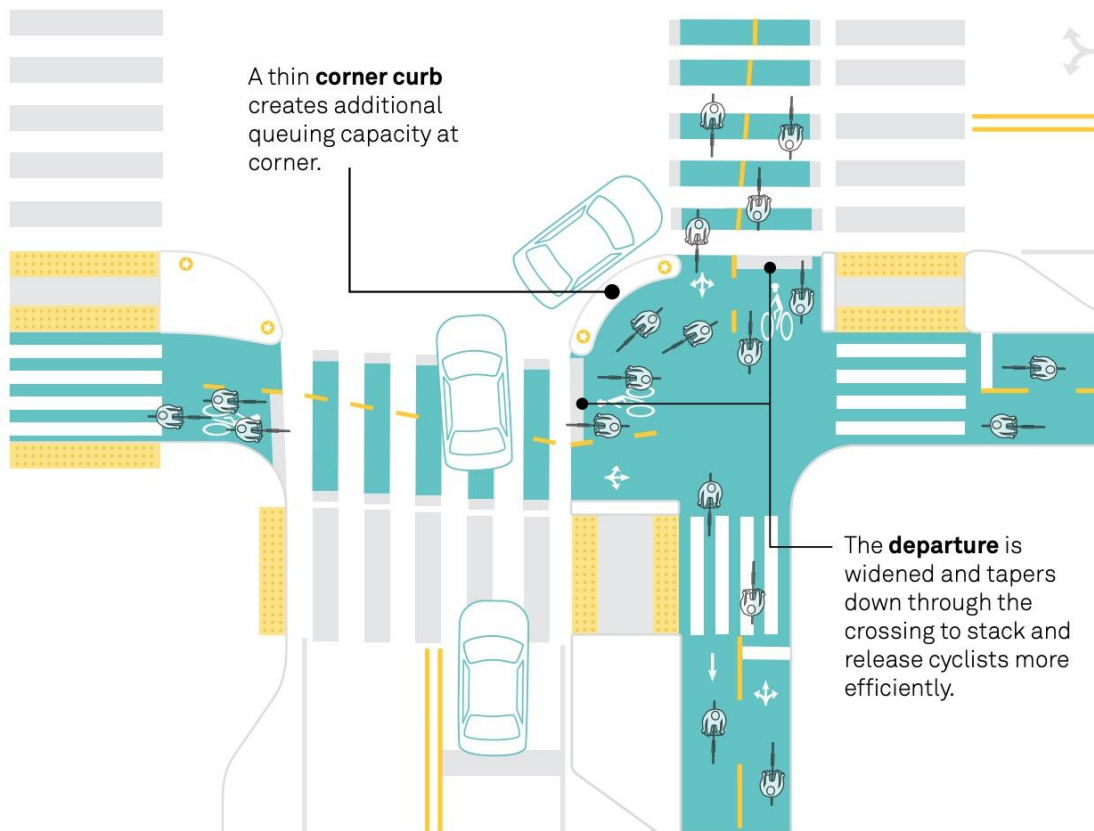 A thin corner curb
creates additional
queuing capacity at
corner.
The departure is
widened and tapers
down through the
crossing to stack and
release cyclists more
efficiently.